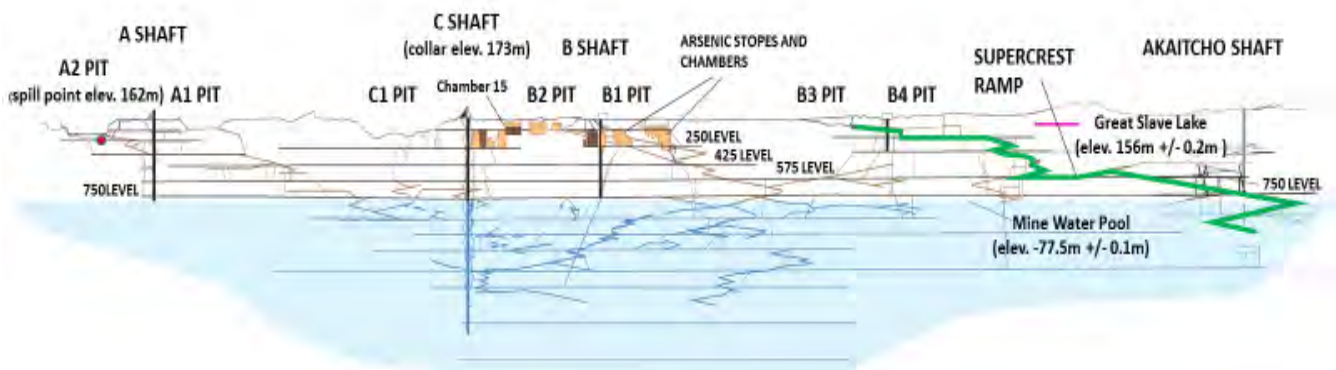 A SHAFT
A2 PIT
(spill point elev. 162m)
A1 PIT
C SHAFT
(collar elev. 173m)
C1 PIT
Chamber 15
B SHAFT
B2 PIT
B1 PIT
ARSENIC STOPES AND
CHAMBERS
B3 PIT
B4 PIT
SUPERCREST
RAMP
AKAITCHO SHAFT
Great Slave Lake
(elev. 156m +/- 0.2m )
250LEVEL
425 LEVEL
575 LEVEL
750LEVEL
750 LEVEL
Mine Water Pool
(elev. -77.5m +/- 0.1m)